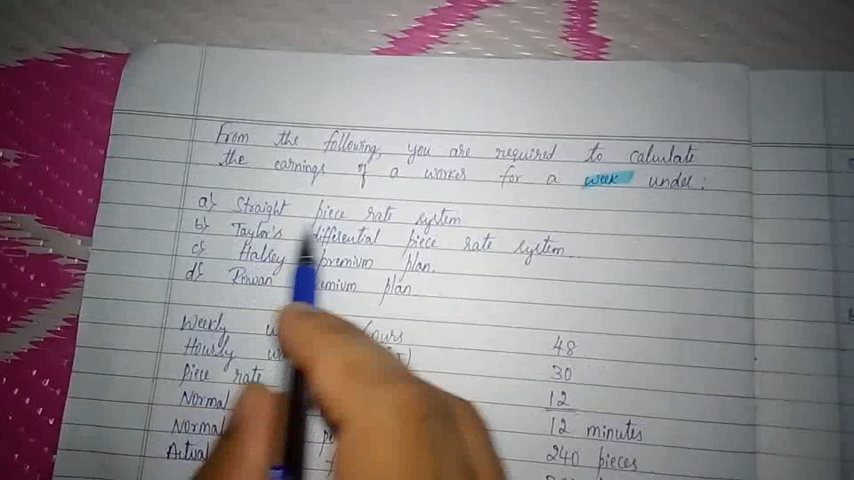 From the following, you are required to calculate
the earnings of a worker for a week under:
a) Straight piece rate system
b) Taylor's differential piece rate system
c) Halsey premium plan.
d) Rowan plan
Weekly 48
Hourly 30
Piece rate 12
Normal 12 minutes
Normal 240 pieces
Actual